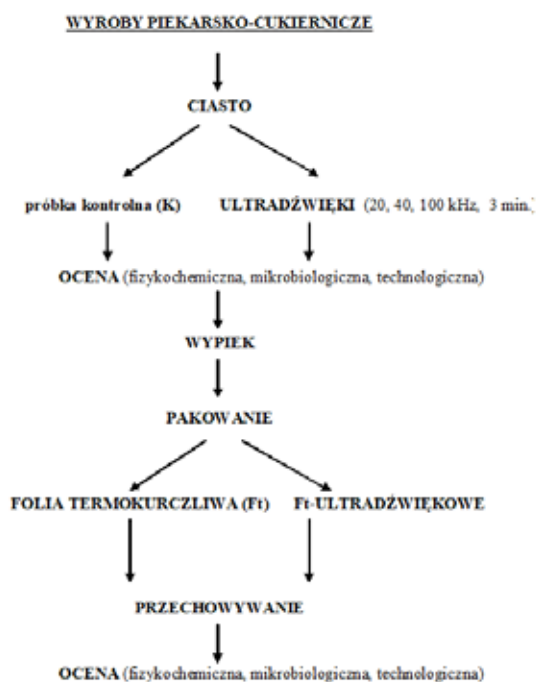 WYROBY PIEKARSKO-CUKIERNICZE
CIASTO
próbka kontrolna (K) ULTRADŹWIĘKI (20, 40, 100 kHz, 3 min.)
OCENA (fizykochemiczna, mikrobiologiczna, technologiczna)
WYPIEK
PAKOWANIE
FOLIA TERMOKURCZLIWA (Ft) Ft-ULTRADŹWIĘKOWE
PRZECHOWYWANIE
OCENA (fizykochemiczna, mikrobiologiczna, technologiczna)